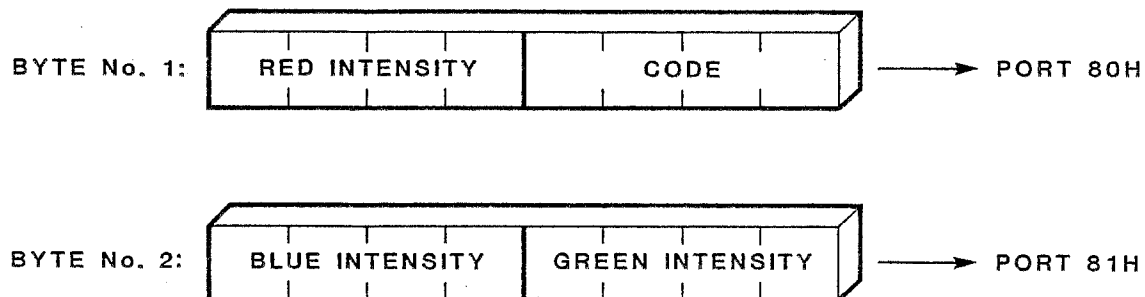 BYTE No. 1: RED INTENSITY CODE PORT 80H
BYTE No. 2: BLUE INTENSITY GREEN INTENSITY PORT 81H